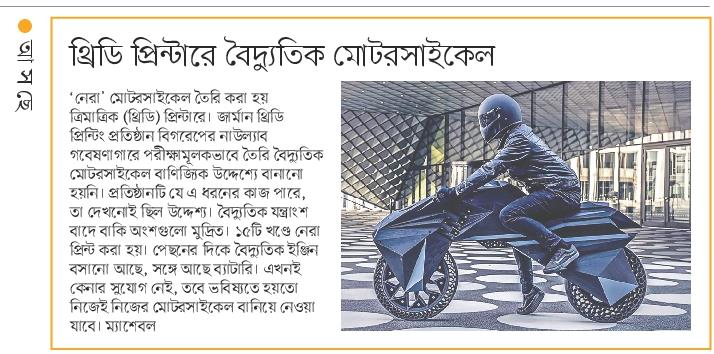 আসছে
থ্রিডি প্রিন্টারে বৈদ্যুতিক মোটরসাইকেল
‘নেরা’ মোটরসাইকেল তৈরি করা হয়
ত্রিমাত্রিক (থ্রিডি) প্রিন্টারে। জার্মান থ্রিডি
প্রিন্টিং প্রতিষ্ঠান বিগরেপের নাউল্যাব
গবেষণাগারে পরীক্ষামূলকভাবে তৈরি বৈদ্যুতিক
মোটরসাইকেল বাণিজ্যিক উদ্দেশ্যে বানানো
হয়নি। প্রতিষ্ঠানটি যে এ ধরনের কাজ পারে,
তা দেখনোই ছিল উদ্দেশ্য। বৈদ্যুতিক যন্ত্রাংশ
বাদে বাকি অংশগুলো মুদ্রিত। ১৫টি খণ্ডে নেরা
প্রিন্ট করা হয়। পেছনের দিকে বৈদ্যুতিক ইঞ্জিন
বসানো আছে, সঙ্গে আছে ব্যাটারি। এখনই
কেনার সুযোগ নেই, তবে ভবিষ্যতে হয়তো
নিজেই নিজের মোটরসাইকেল বানিয়ে নেওয়া
যাবে। ম্যাশেবল